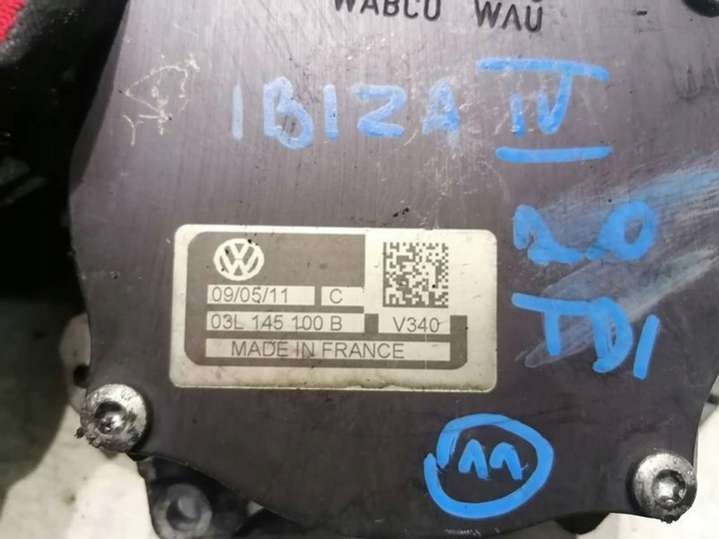 WABCO WAU
IBIZA IV
2.0
TDI
09/05/11 C
03L 145 100 B V340
MADE IN FRANCE
11